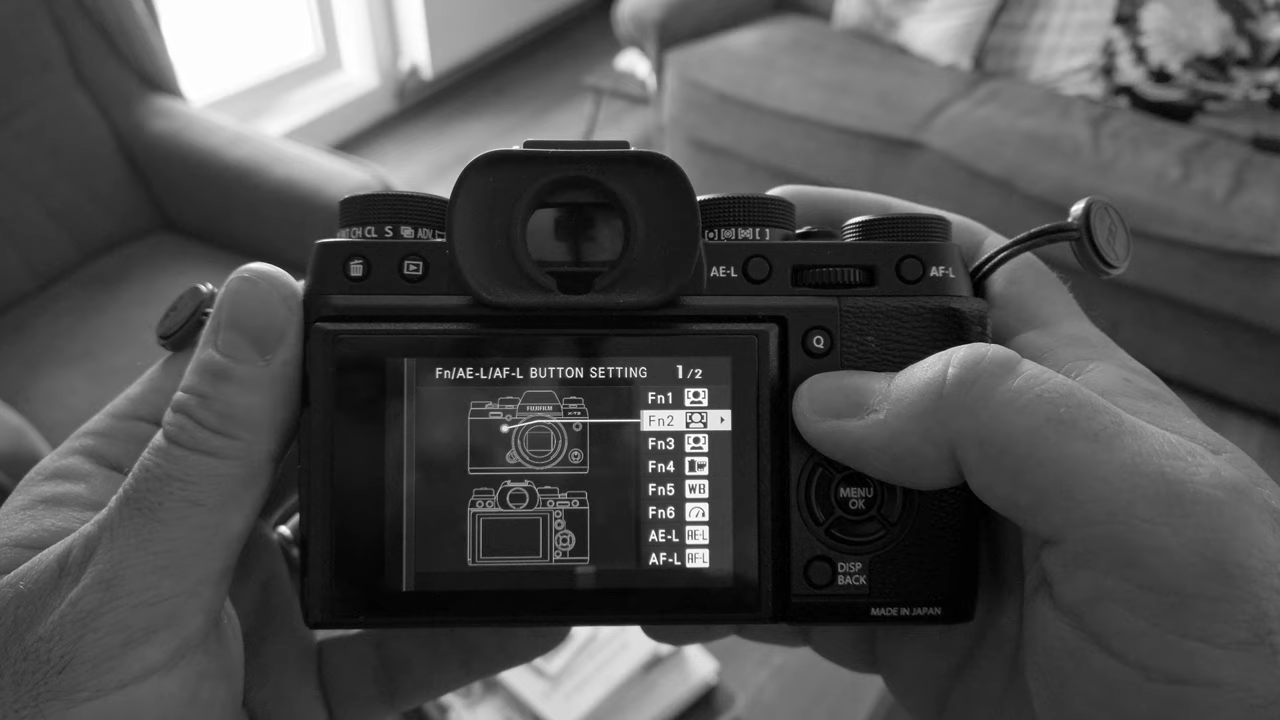 CH CL S ADV.
AE-L
AF-L
Q
Fn/AE-L/AF-L BUTTON SETTING 1/2
FUJIFILM
X-T2
Fn1
Fn2
Fn3
Fn4
Fn5 WB
Fn6
AE-L AE-L
AF-L AF-L
MENU
OK
DISP
BACK
MADE IN JAPAN